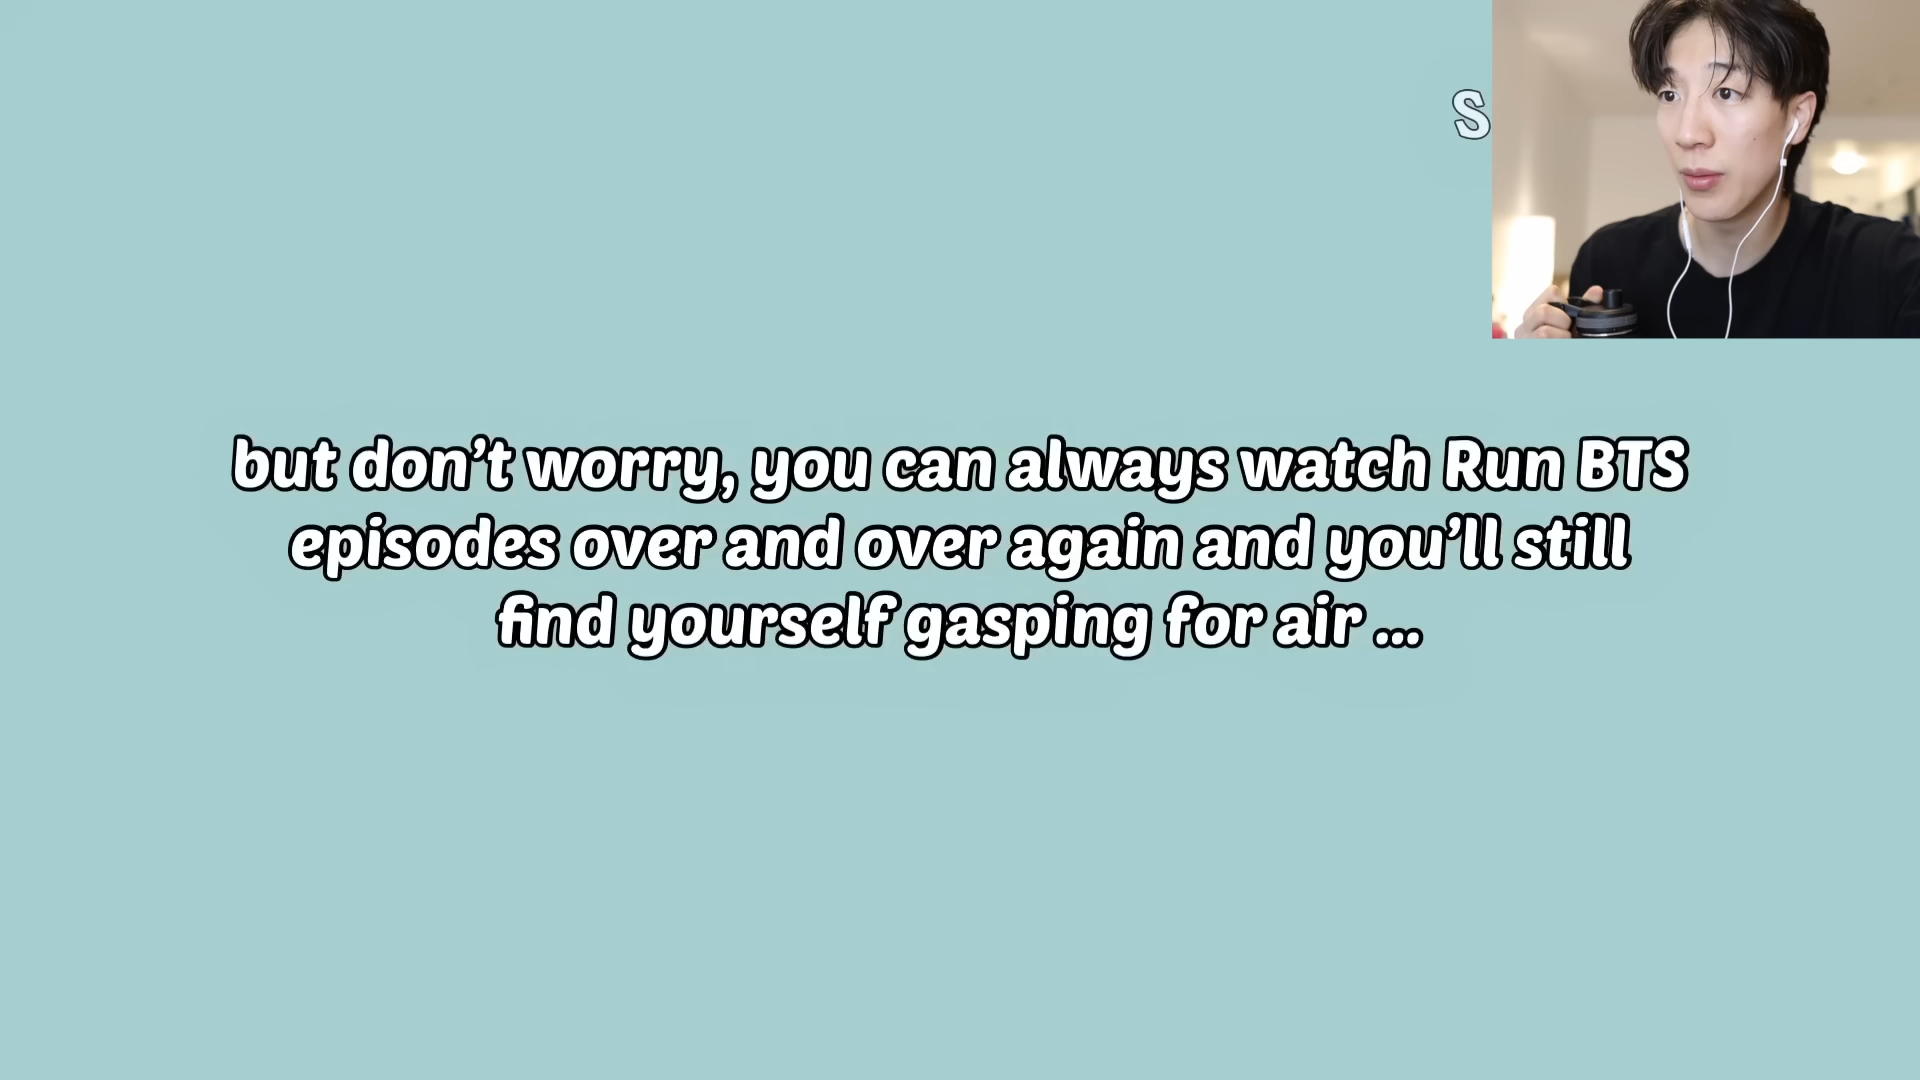 S
but don’t worry, you can always watch Run BTS
episodes over and over again and you’ll still
find yourself gasping for air ...